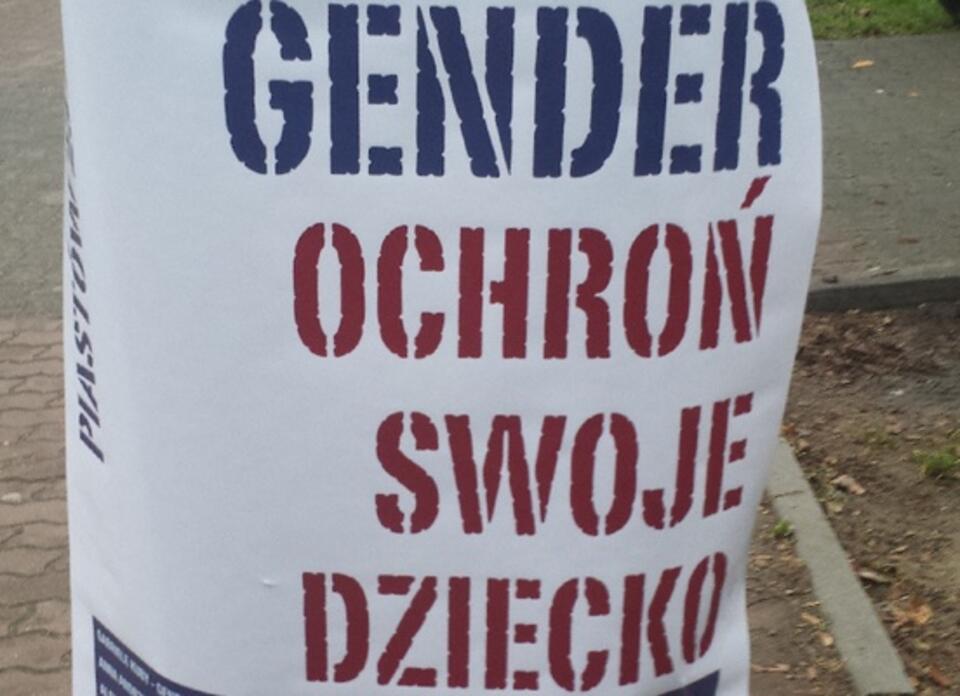 GENDER
OCHROŃ
SWOJE
DZIECKO